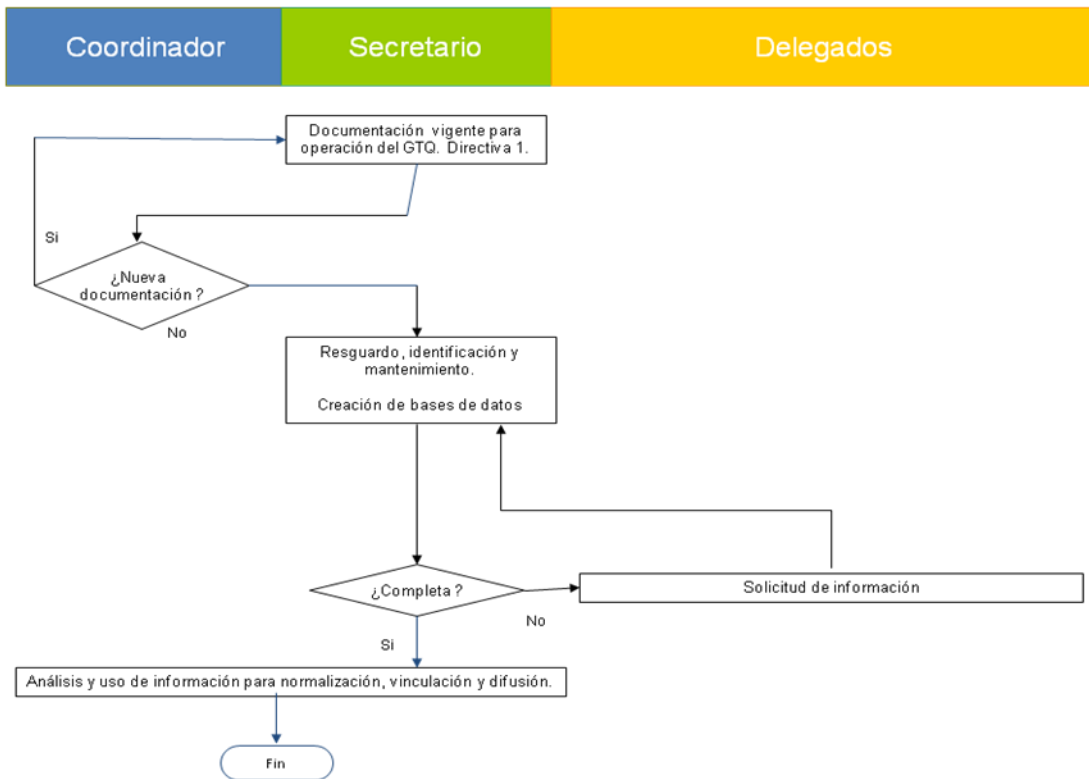 Coordinador
Secretario
Delegados
Documentación vigente para
operación del GTQ. Directiva 1.
Si
¿Nueva
documentación ?
No
Resguardo, identificación y
mantenimiento.
Creación de bases de datos
¿Completa ?
Solicitud de información
No
Si
Análisis y uso de información para normalización, vinculación y difusión.
Fin